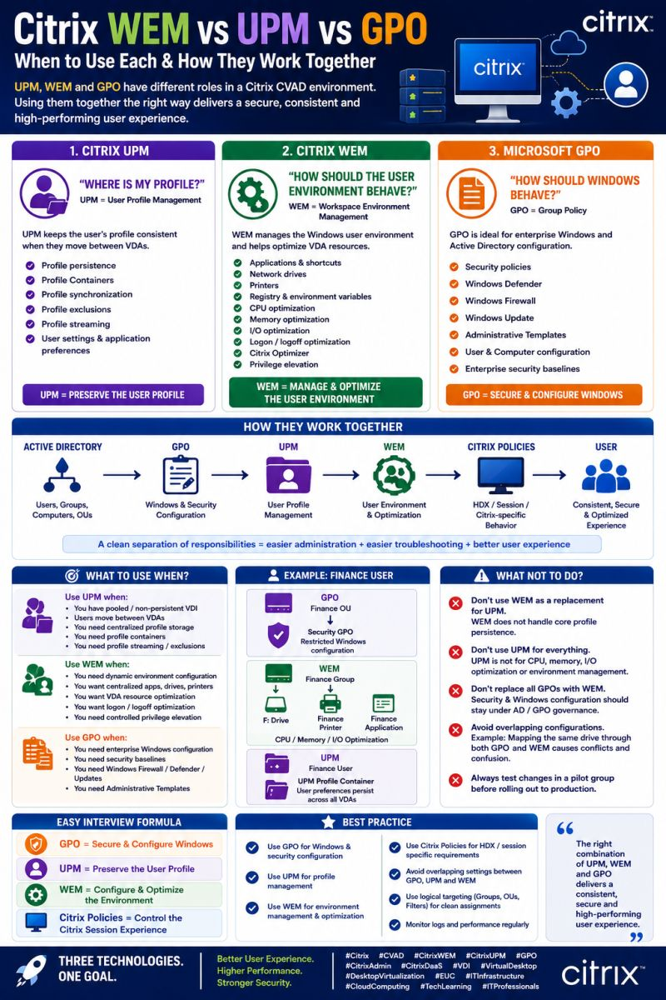 Citrix WEM vs UPM vs GPO
citrix™
When to Use Each & How They Work Together
UPM, WEM and GPO have different roles in a Citrix CVAD environment.
Using them together the right way delivers a secure, consistent and
high-performing user experience.
citrix™
1. CITRIX UPM
"WHERE IS MY PROFILE?"
UPM = User Profile Management
UPM keeps the user's profile consistent
when they move between VDAs.
Profile persistence
Profile Containers
Profile synchronization
Profile exclusions
Profile streaming
User settings & application
preferences
UPM = PRESERVE THE USER PROFILE
2. CITRIX WEM
"HOW SHOULD THE USER
ENVIRONMENT BEHAVE?"
WEM = Workspace Environment
Management
WEM manages the Windows user environment
and helps optimize VDA resources.
Applications & shortcuts
Network drives
Printers
Registry & environment variables
CPU optimization
Memory optimization
I/O optimization
Logon / logoff optimization
Citrix Optimizer
Privilege elevation
WEM = MANAGE & OPTIMIZE
THE USER ENVIRONMENT
3. MICROSOFT GPO
"HOW SHOULD WINDOWS
BEHAVE?"
GPO = Group Policy
GPO is ideal for enterprise Windows and
Active Directory configuration.
Security policies
Windows Defender
Windows Firewall
Windows Update
Administrative Templates
User & Computer configuration
Enterprise security baselines
GPO = SECURE & CONFIGURE WINDOWS
HOW THEY WORK TOGETHER
ACTIVE DIRECTORY
Users, Groups,
Computers, OUs
GPO
Windows & Security
Configuration
UPM
User Profile
Management
WEM
User Environment
& Optimization
CITRIX POLICIES
HDX / Session /
Citrix-specific
Behavior
USER
Consistent, Secure
& Optimized
Experience
A clean separation of responsibilities = easier administration + easier troubleshooting + better user experience
WHAT TO USE WHEN?
Use UPM when:
• You have pooled / non-persistent VDI
• Users move between VDAs
• You need centralized profile storage
• You need profile containers
• You need profile streaming / exclusions
Use WEM when:
• You need dynamic environment configuration
• You want centralized apps, drives, printers
• You want VDA resource optimization
• You want logon / logoff optimization
• You need controlled privilege elevation
Use GPO when:
• You need enterprise Windows configuration
• You need security baselines
• You need Windows Firewall / Defender /
Updates
• You need Administrative Templates
EXAMPLE: FINANCE USER
GPO
Finance OU
Security GPO
Restricted Windows
configuration
WEM
Finance Group
F: Drive
Finance
Printer
Finance
Application
CPU / Memory / I/O Optimization
UPM
Finance User
UPM Profile Container
User preferences persist
across all VDAs
WHAT NOT TO DO?
Don't use WEM as a replacement
for UPM.
WEM does not handle core profile
persistence.
Don't use UPM for everything.
UPM is not for CPU, memory, I/O
optimization or environment management.
Don't replace all GPOs with WEM.
Security & Windows configuration should
stay under AD / GPO governance.
Avoid overlapping configurations.
Example: Mapping the same drive through
both GPO and WEM causes conflicts and
confusion.
Always test changes in a pilot group
before rolling out to production.
EASY INTERVIEW FORMULA
GPO = Secure & Configure Windows
UPM = Preserve the User Profile
WEM = Configure & Optimize
the Environment
Citrix Policies = Control the
Citrix Session Experience
BEST PRACTICE
Use GPO for Windows &
security configuration
Use UPM for profile
management
Use WEM for environment
management & optimization
Use Citrix Policies for HDX / session
specific requirements
Avoid overlapping settings between
GPO, UPM and WEM
Use logical targeting (Groups, OUs,
Filters) for clean assignments
Monitor logs and performance regularly
“
The right
combination
of UPM, WEM
and GPO
delivers a
consistent,
secure and
high-performing
user experience.
”
THREE TECHNOLOGIES.
ONE GOAL.
Better User Experience.
Higher Performance.
Stronger Security.
#Citrix #CVAD #CitrixWEM #CitrixUPM #GPO
#CitrixAdmin #CitrixDaaS #VDI #VirtualDesktop
#DesktopVirtualization #EUC #ITInfrastructure
#CloudComputing #TechLearning #ITProfessionals
citrix™